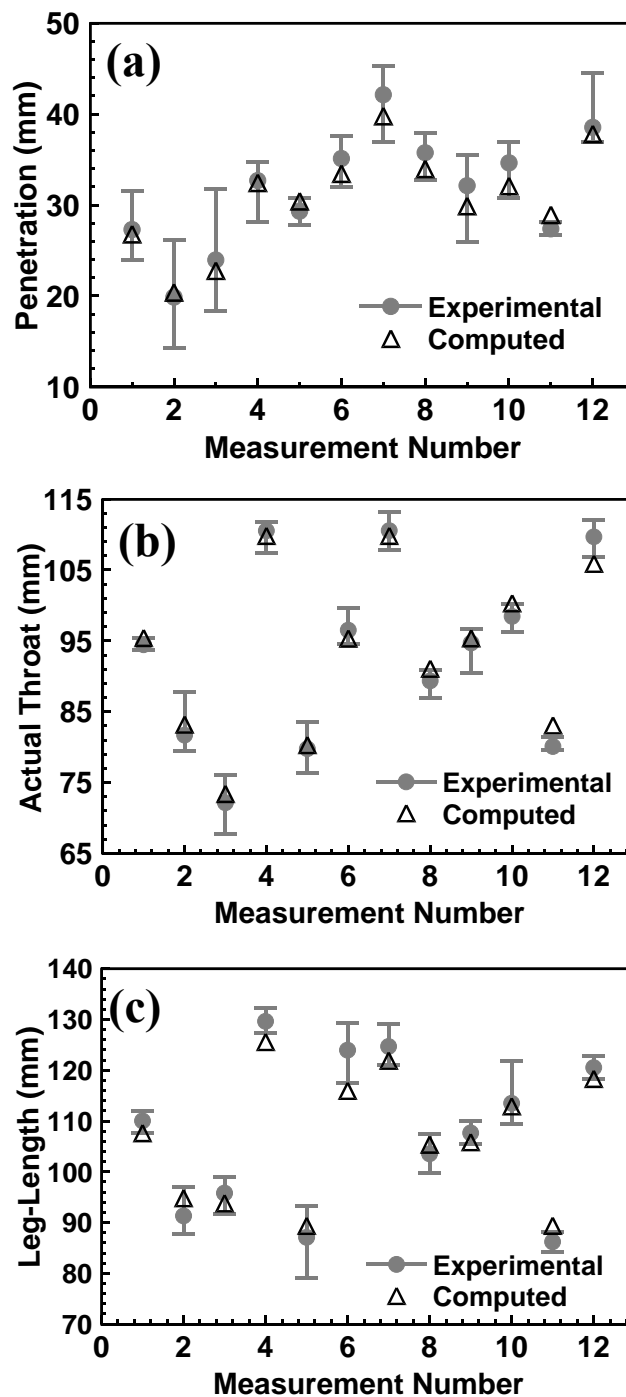 (a)
Penetration (mm)
50
40
30
20
10
Experimental
Computed
0 2 4 6 8 10 12
Measurement Number
(b)
Actual Throat (mm)
115
105
95
85
75
65
Experimental
Computed
0 2 4 6 8 10 12
Measurement Number
(c)
Leg-Length (mm)
140
130
120
110
100
90
80
70
Experimental
Computed
0 2 4 6 8 10 12
Measurement Number